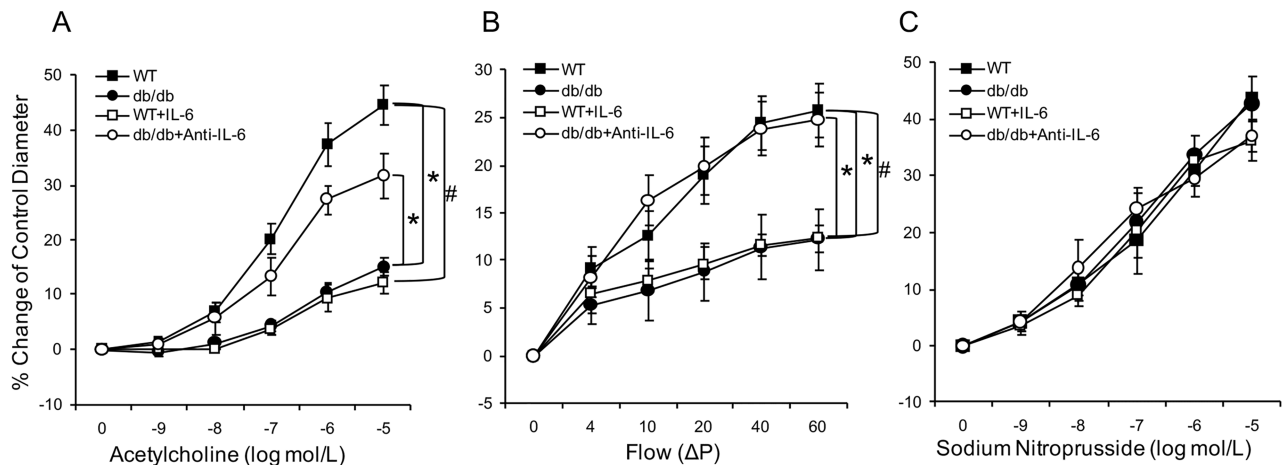 A
WT
db/db
WT+IL-6
db/db+Anti-IL-6
50
40
30
20
10
0
-10
% Change of Control Diameter
*
*
#
0 -9 -8 -7 -6 -5
Acetylcholine (log mol/L)
B
WT
db/db
WT+IL-6
db/db+Anti-IL-6
30
25
20
15
10
5
0
-5
*
*
#
0 4 10 20 40 60
Flow (ΔP)
C
WT
db/db
WT+IL-6
db/db+Anti-IL-6
50
40
30
20
10
0
-10
0 -9 -8 -7 -6 -5
Sodium Nitroprusside (log mol/L)